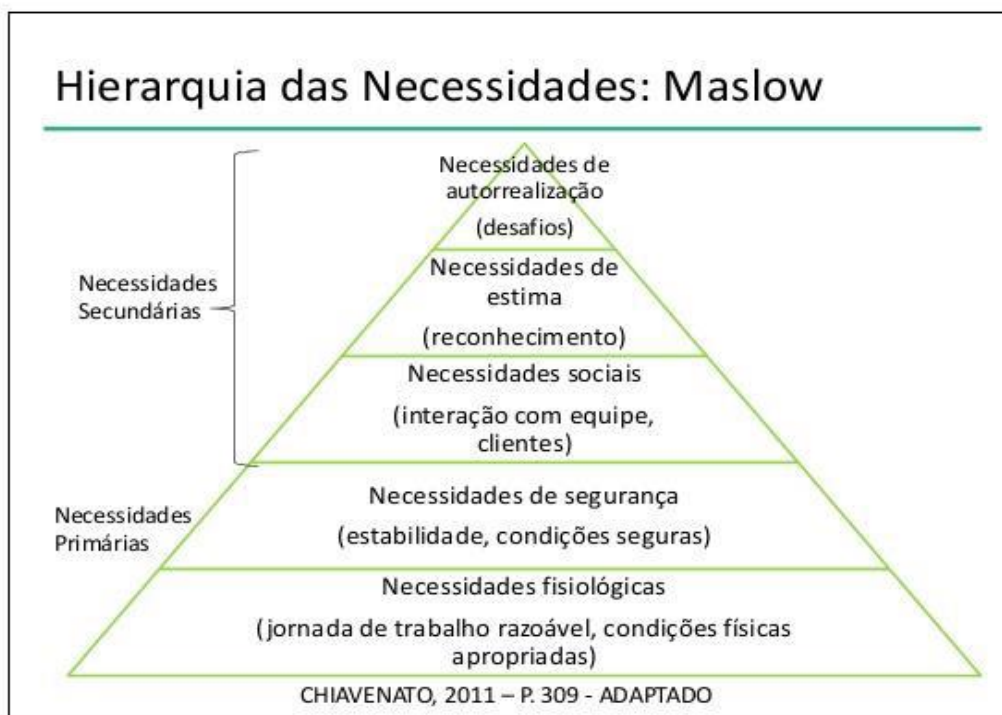 Hierarquia das Necessidades: Maslow
Necessidades de
autorrealização
(desafios)
Necessidades
Secundárias
Necessidades de
estima
(reconhecimento)
Necessidades sociais
(interação com equipe,
clientes)
Necessidades
Primárias
Necessidades de segurança
(estabilidade, condições seguras)
Necessidades fisiológicas
(jornada de trabalho razoável, condições físicas
apropriadas)
CHIAVENATO, 2011 – P. 309 - ADAPTADO